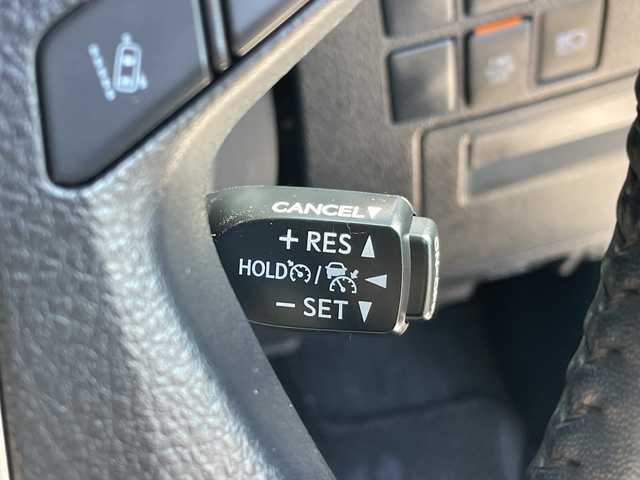 CANCEL▼
+ RES ▲
HOLD / ◀
− SET ▼